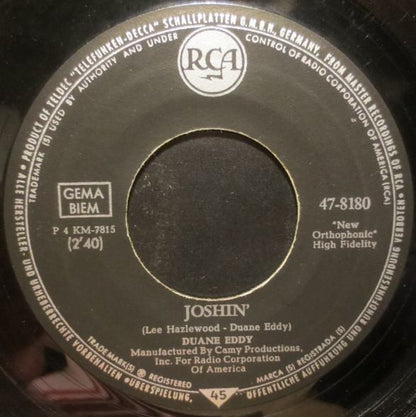 • PRODUCT OF TELDEC "TELEFUNKEN-DECCA" SCHALLPLATTEN G.M.B.H., GERMANY, FROM MASTER RECORDINGS OF RCA •
TRADEMARK (S) USED BY AUTHORITY AND UNDER CONTROL OF RADIO CORPORATION OF AMERICA (RCA)
RCA
GEMA
BIEM
P 4 KM-7815
(2'40)
47-8180
"New
Orthophonic"
High Fidelity
JOSHIN'
(Lee Hazlewood - Duane Eddy)
DUANE EDDY
Manufactured By Camy Productions,
Inc. For Radio Corporation
Of America
TRADE MARK(S) ® REGISTERED
MARCA (S) REGISTRADA (S)
ALLE HERSTELLER- UND URHEBERRECHTE VORBEHALTEN • ÜBERSPIELUNG,
45
ÖFFENTLICHE AUFFÜHRUNG UND RUNDFUNKSENDUNG VERBOTEN